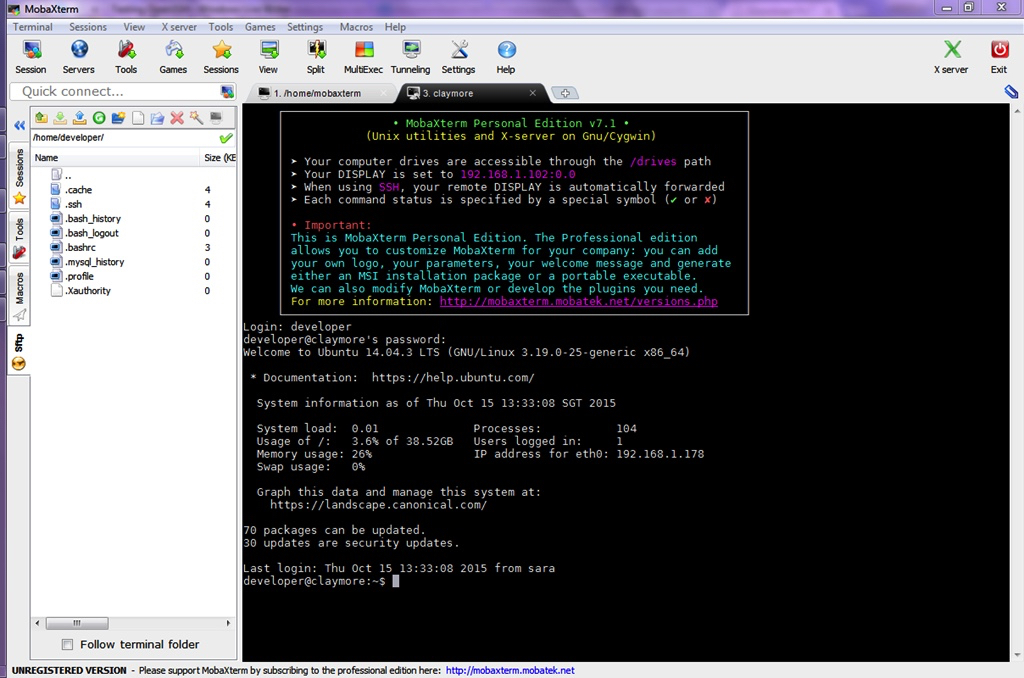 MobaXterm
Terminal Sessions View X server Tools Games Settings Macros Help
Session Servers Tools Games Sessions View Split MultiExec Tunneling Settings Help X server Exit
Quick connect...
1. /home/mobaxterm
3. claymore
/home/developer/
Name Size (KB
..
.cache 4
.ssh 4
.bash_history 0
.bash_logout 0
.bashrc 3
.mysql_history 0
.profile 0
.Xauthority 0
Sessions
Tools
Macros
Sftp
Follow terminal folder
• MobaXterm Personal Edition v7.1 •
(Unix utilities and X-server on Gnu/Cygwin)
➤ Your computer drives are accessible through the /drives path
➤ Your DISPLAY is set to 192.168.1.102:0.0
➤ When using SSH, your remote DISPLAY is automatically forwarded
➤ Each command status is specified by a special symbol (✔ or ✘)
• Important:
This is MobaXterm Personal Edition. The Professional edition
allows you to customize MobaXterm for your company: you can add
your own logo, your parameters, your welcome message and generate
either an MSI installation package or a portable executable.
We can also modify MobaXterm or develop the plugins you need.
For more information: http://mobaxterm.mobatek.net/versions.php
Login: developer
developer@claymore's password:
Welcome to Ubuntu 14.04.3 LTS (GNU/Linux 3.19.0-25-generic x86_64)
* Documentation: https://help.ubuntu.com/
System information as of Thu Oct 15 13:33:08 SGT 2015
System load: 0.01 Processes: 104
Usage of /: 3.6% of 38.52GB Users logged in: 1
Memory usage: 26% IP address for eth0: 192.168.1.178
Swap usage: 0%
Graph this data and manage this system at:
https://landscape.canonical.com/
70 packages can be updated.
30 updates are security updates.
Last login: Thu Oct 15 13:33:08 2015 from sara
developer@claymore:~$
UNREGISTERED VERSION - Please support MobaXterm by subscribing to the professional edition here: http://mobaxterm.mobatek.net